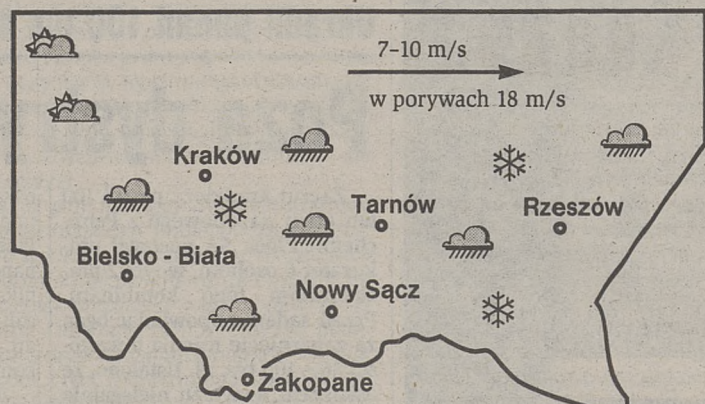 7–10 m/s
w porywach 18 m/s
Kraków
Tarnów
Rzeszów
Bielsko - Biała
Nowy Sącz
Zakopane